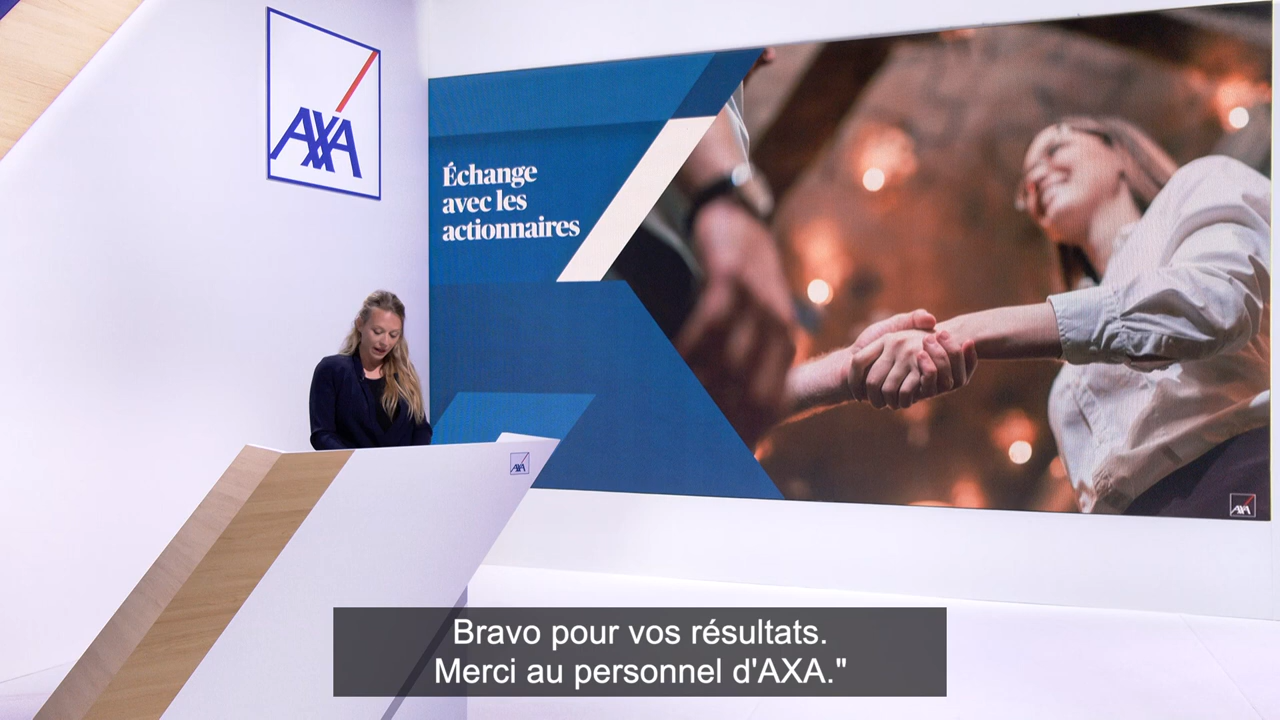 AXA
Échange
avec les
actionnaires
AXA
AXA
Bravo pour vos résultats.
Merci au personnel d'AXA."